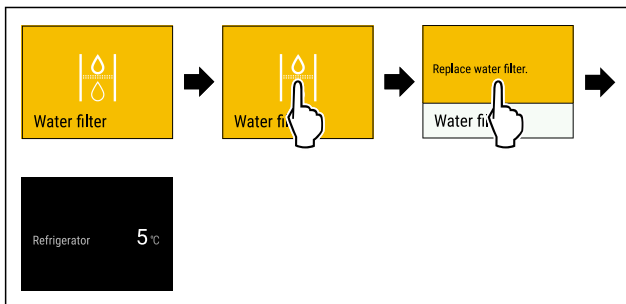 Water filter
Water fi
Replace water filter.
Water fi
Refrigerator 5 °C